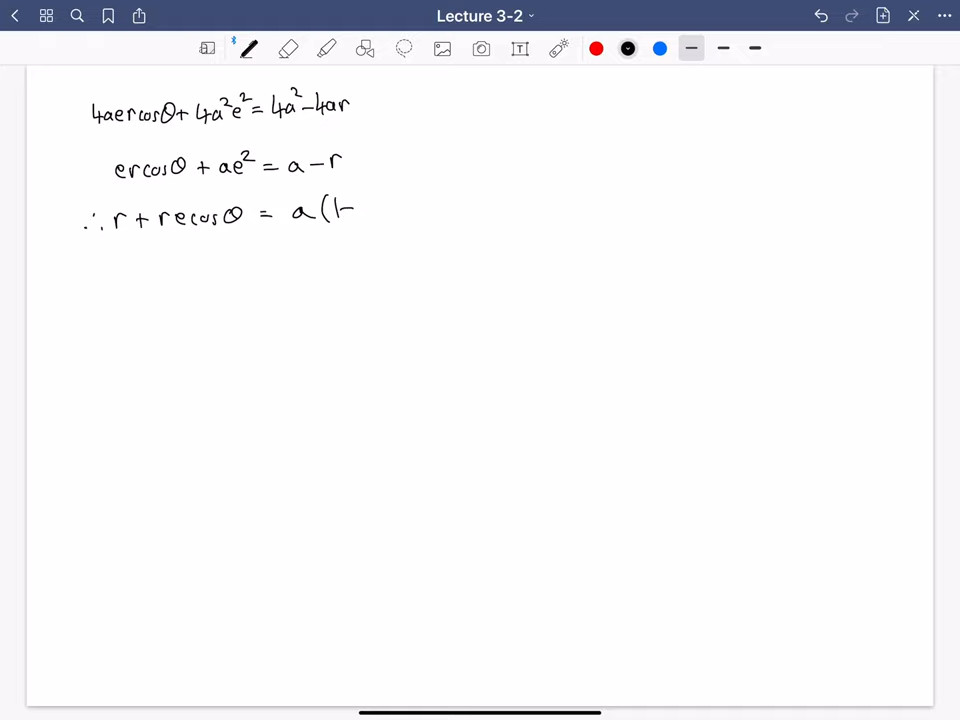 Lecture 3-2
4aercosθ + 4a²e² = 4a² - 4ar
ercosθ + ae² = a - r
∴ r + recosθ = a(1-